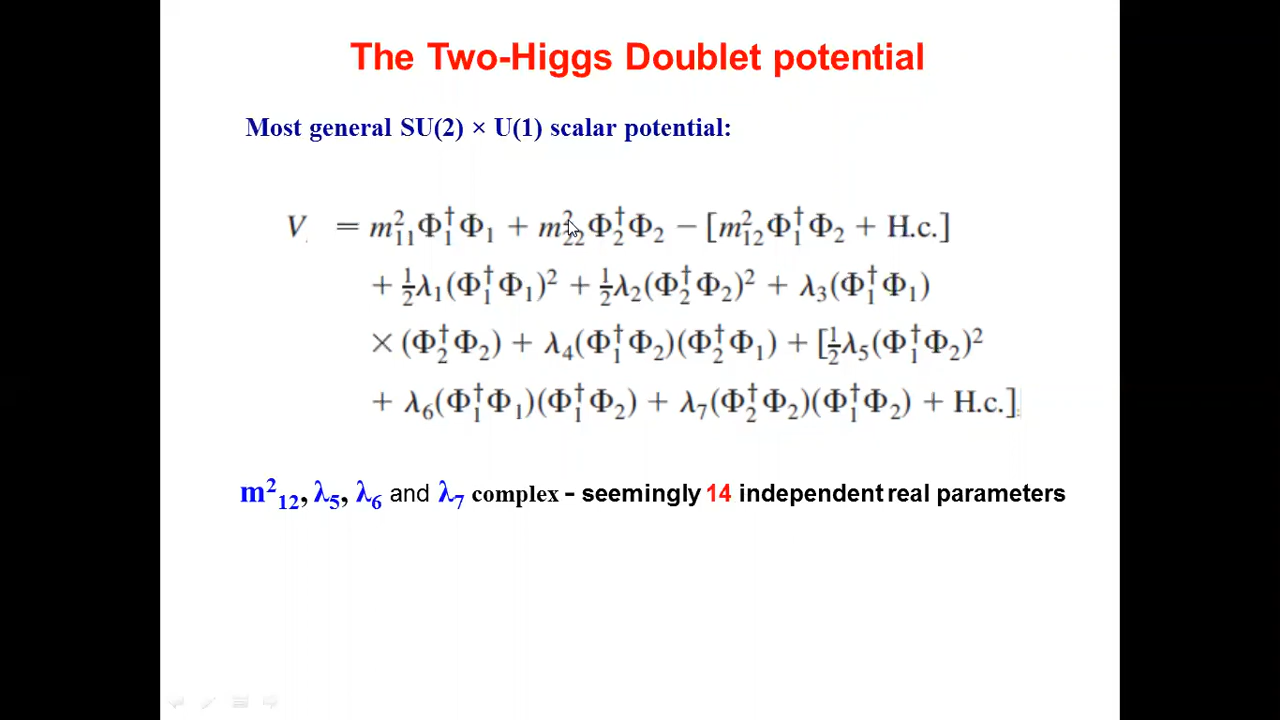 The Two-Higgs Doublet potential
Most general SU(2) × U(1) scalar potential:
V = m²₁₁Φ₁†Φ₁ + m²₂₂Φ₂†Φ₂ − [m²₁₂Φ₁†Φ₂ + H.c.]
+ ½λ₁(Φ₁†Φ₁)² + ½λ₂(Φ₂†Φ₂)² + λ₃(Φ₁†Φ₁)
× (Φ₂†Φ₂) + λ₄(Φ₁†Φ₂)(Φ₂†Φ₁) + [½λ₅(Φ₁†Φ₂)²
+ λ₆(Φ₁†Φ₁)(Φ₁†Φ₂) + λ₇(Φ₂†Φ₂)(Φ₁†Φ₂) + H.c.]
m²₁₂, λ₅, λ₆ and λ₇ complex – seemingly 14 independent real parameters